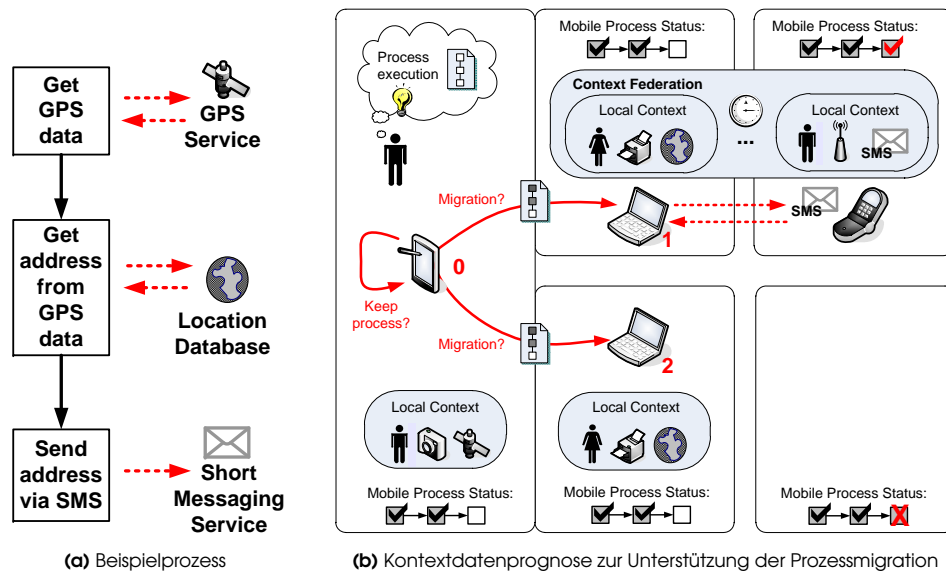 Get
GPS
data
GPS
Service
Get
address
from
GPS
data
Location
Database
Send
address
via SMS
Short
Messaging
Service
(a) Beispielprozess
Process
execution
Mobile Process Status:
Mobile Process Status:
Context Federation
Local Context
...
Local Context
SMS
Migration?
1
SMS
0
Keep
process?
Migration?
2
Local Context
Local Context
Mobile Process Status:
Mobile Process Status:
Mobile Process Status:
X
(b) Kontextdatenprognose zur Unterstützung der Prozessmigration